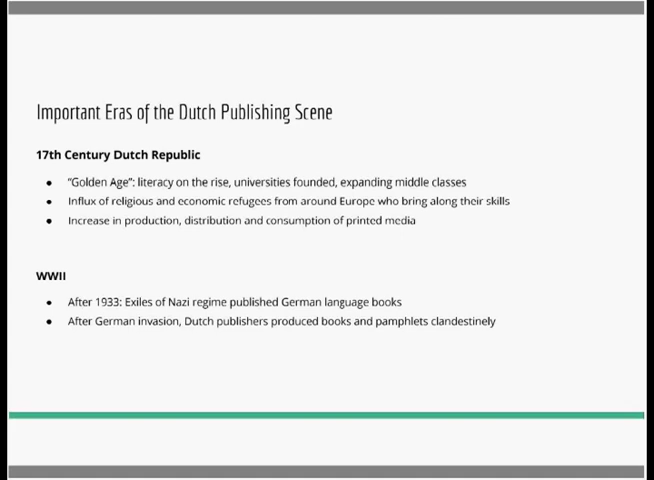 Important Eras of the Dutch Publishing Scene
17th Century Dutch Republic
● "Golden Age": literacy on the rise, universities founded, expanding middle classes
● Influx of religious and economic refugees from around Europe who bring along their skills
● Increase in production, distribution and consumption of printed media
WWII
● After 1933: Exiles of Nazi regime published German language books
● After German invasion, Dutch publishers produced books and pamphlets clandestinely